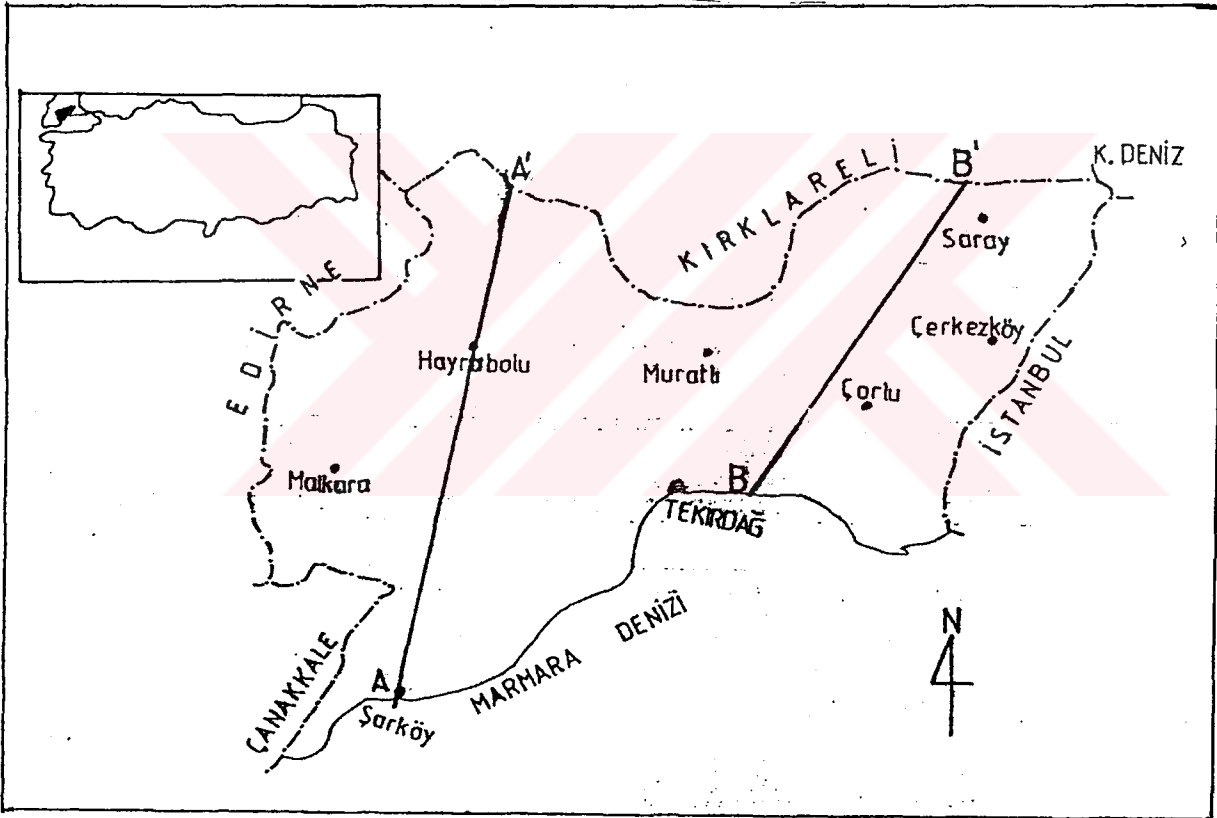 A'
B'
K. DENİZ
KIRKLARELİ
Saray
EDİRNE
Çerkezköy
Hayrabolu
Muratlı
Çorlu
İSTANBUL
Malkara
B
TEKİRDAĞ
MARMARA DENİZİ
N
ÇANAKKALE
A
Şarköy